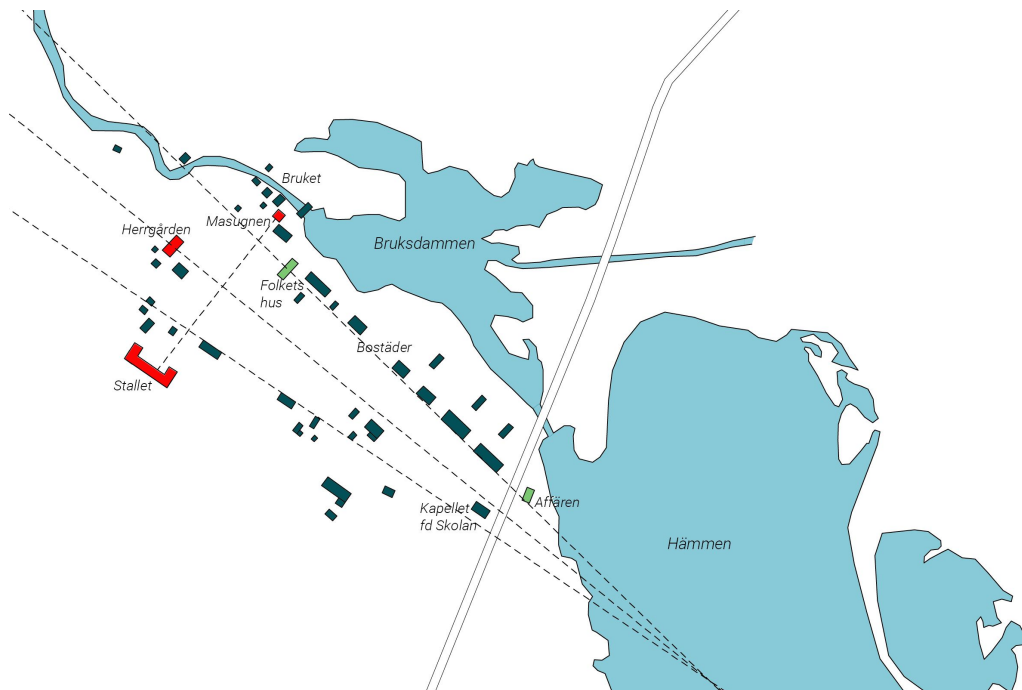 Bruket
Masugnen
Herrgården
Bruksdammen
Folkets
hus
Bostäder
Stallet
Kapellet
fd Skolan
Affären
Hämmen